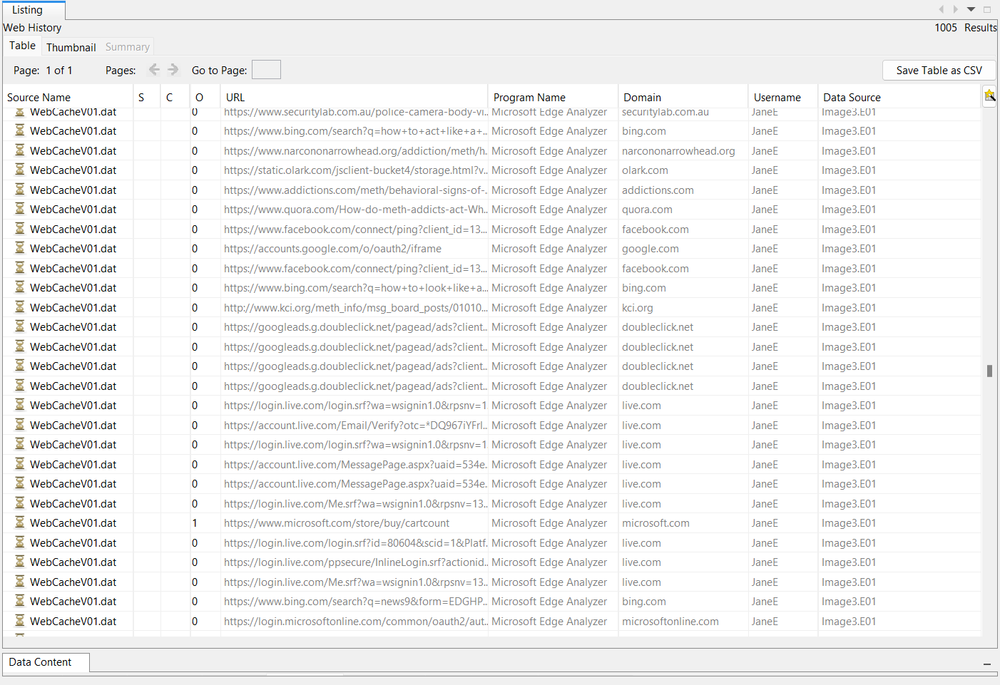 Listing
Web History 1005 Results
Table Thumbnail Summary
Page: 1 of 1 Pages: Go to Page: Save Table as CSV
Source Name S C O URL Program Name Domain Username Data Source
WebCacheV01.dat 0 https://www.securitylab.com.au/police-camera-body-vi... Microsoft Edge Analyzer securitylab.com.au JaneE Image3.E01
WebCacheV01.dat 0 https://www.bing.com/search?q=how+to+act+like+a+... Microsoft Edge Analyzer bing.com JaneE Image3.E01
WebCacheV01.dat 0 https://www.narcononarrowhead.org/addiction/meth/h... Microsoft Edge Analyzer narcononarrowhead.org JaneE Image3.E01
WebCacheV01.dat 0 https://static.olark.com/jsclient-bucket4/storage.html?v... Microsoft Edge Analyzer olark.com JaneE Image3.E01
WebCacheV01.dat 0 https://www.addictions.com/meth/behavioral-signs-of-... Microsoft Edge Analyzer addictions.com JaneE Image3.E01
WebCacheV01.dat 0 https://www.quora.com/How-do-meth-addicts-act-Wh... Microsoft Edge Analyzer quora.com JaneE Image3.E01
WebCacheV01.dat 0 https://www.facebook.com/connect/ping?client_id=13... Microsoft Edge Analyzer facebook.com JaneE Image3.E01
WebCacheV01.dat 0 https://accounts.google.com/o/oauth2/iframe Microsoft Edge Analyzer google.com JaneE Image3.E01
WebCacheV01.dat 0 https://www.facebook.com/connect/ping?client_id=13... Microsoft Edge Analyzer facebook.com JaneE Image3.E01
WebCacheV01.dat 0 https://www.bing.com/search?q=how+to+look+like+a... Microsoft Edge Analyzer bing.com JaneE Image3.E01
WebCacheV01.dat 0 http://www.kci.org/meth_info/msg_board_posts/01010... Microsoft Edge Analyzer kci.org JaneE Image3.E01
WebCacheV01.dat 0 https://googleads.g.doubleclick.net/pagead/ads?client... Microsoft Edge Analyzer doubleclick.net JaneE Image3.E01
WebCacheV01.dat 0 https://googleads.g.doubleclick.net/pagead/ads?client... Microsoft Edge Analyzer doubleclick.net JaneE Image3.E01
WebCacheV01.dat 0 https://googleads.g.doubleclick.net/pagead/ads?client... Microsoft Edge Analyzer doubleclick.net JaneE Image3.E01
WebCacheV01.dat 0 https://googleads.g.doubleclick.net/pagead/ads?client... Microsoft Edge Analyzer doubleclick.net JaneE Image3.E01
WebCacheV01.dat 0 https://login.live.com/login.srf?wa=wsignin1.0&rpsnv=1 Microsoft Edge Analyzer live.com JaneE Image3.E01
WebCacheV01.dat 0 https://account.live.com/Email/Verify?otc=*DQ967iYFrl... Microsoft Edge Analyzer live.com JaneE Image3.E01
WebCacheV01.dat 0 https://login.live.com/login.srf?wa=wsignin1.0&rpsnv=1 Microsoft Edge Analyzer live.com JaneE Image3.E01
WebCacheV01.dat 0 https://account.live.com/MessagePage.aspx?uaid=534e... Microsoft Edge Analyzer live.com JaneE Image3.E01
WebCacheV01.dat 0 https://account.live.com/MessagePage.aspx?uaid=534e... Microsoft Edge Analyzer live.com JaneE Image3.E01
WebCacheV01.dat 0 https://login.live.com/Me.srf?wa=wsignin1.0&rpsnv=13... Microsoft Edge Analyzer live.com JaneE Image3.E01
WebCacheV01.dat 1 https://www.microsoft.com/store/buy/cartcount Microsoft Edge Analyzer microsoft.com JaneE Image3.E01
WebCacheV01.dat 0 https://login.live.com/login.srf?id=80604&scid=1&Platf... Microsoft Edge Analyzer live.com JaneE Image3.E01
WebCacheV01.dat 0 https://login.live.com/ppsecure/InlineLogin.srf?actionid... Microsoft Edge Analyzer live.com JaneE Image3.E01
WebCacheV01.dat 0 https://login.live.com/Me.srf?wa=wsignin1.0&rpsnv=13... Microsoft Edge Analyzer live.com JaneE Image3.E01
WebCacheV01.dat 0 https://www.bing.com/search?q=news9&form=EDGHP... Microsoft Edge Analyzer bing.com JaneE Image3.E01
WebCacheV01.dat 0 https://login.microsoftonline.com/common/oauth2/aut... Microsoft Edge Analyzer microsoftonline.com JaneE Image3.E01
Data Content